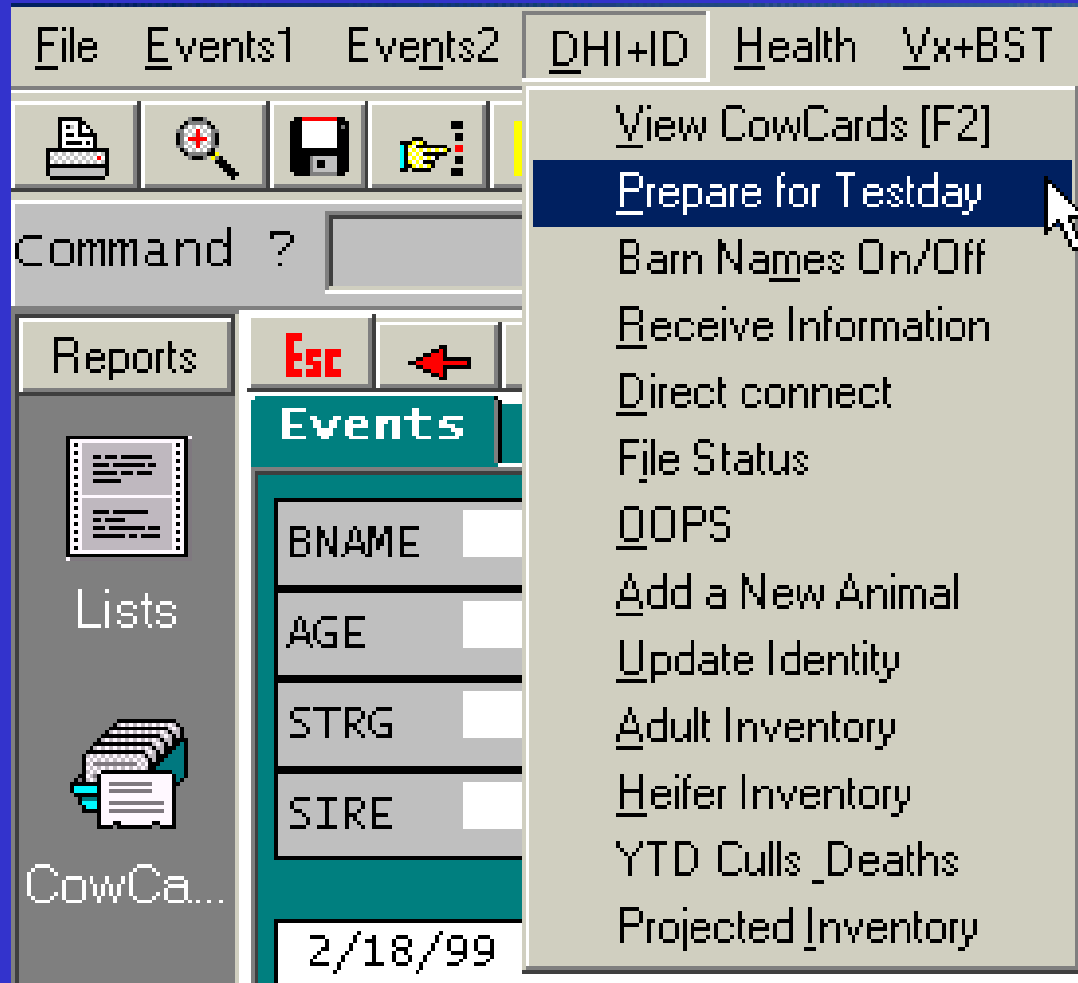 File Events1 Events2 DHI+ID Health Vx+BST
View CowCards [F2]
Prepare for Testday
Barn Names On/Off
Receive Information
Direct connect
File Status
OOPS
Add a New Animal
Update Identity
Adult Inventory
Heifer Inventory
YTD Culls _Deaths
Projected Inventory
Command ?
Reports
Esc
Lists
CowCa...
Events
BNAME
AGE
STRG
SIRE
2/18/99